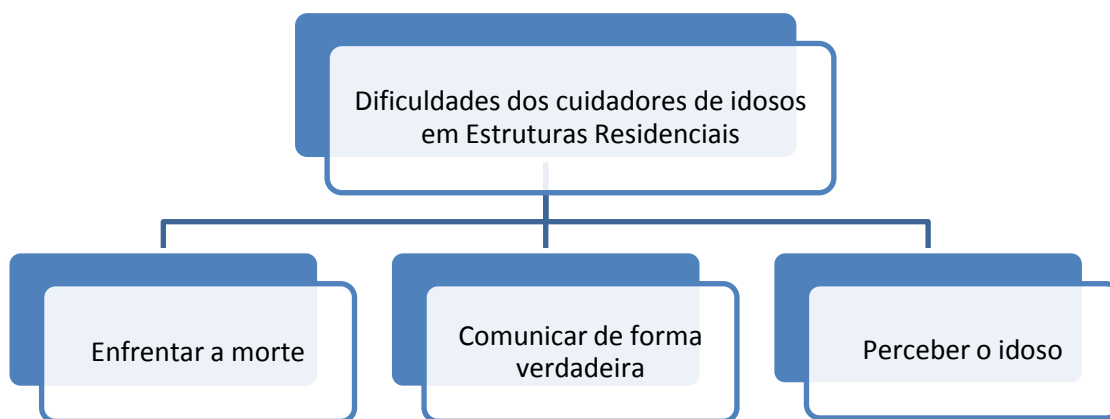 Dificuldades dos cuidadores de idosos
em Estruturas Residenciais
Enfrentar a morte
Comunicar de forma
verdadeira
Perceber o idoso